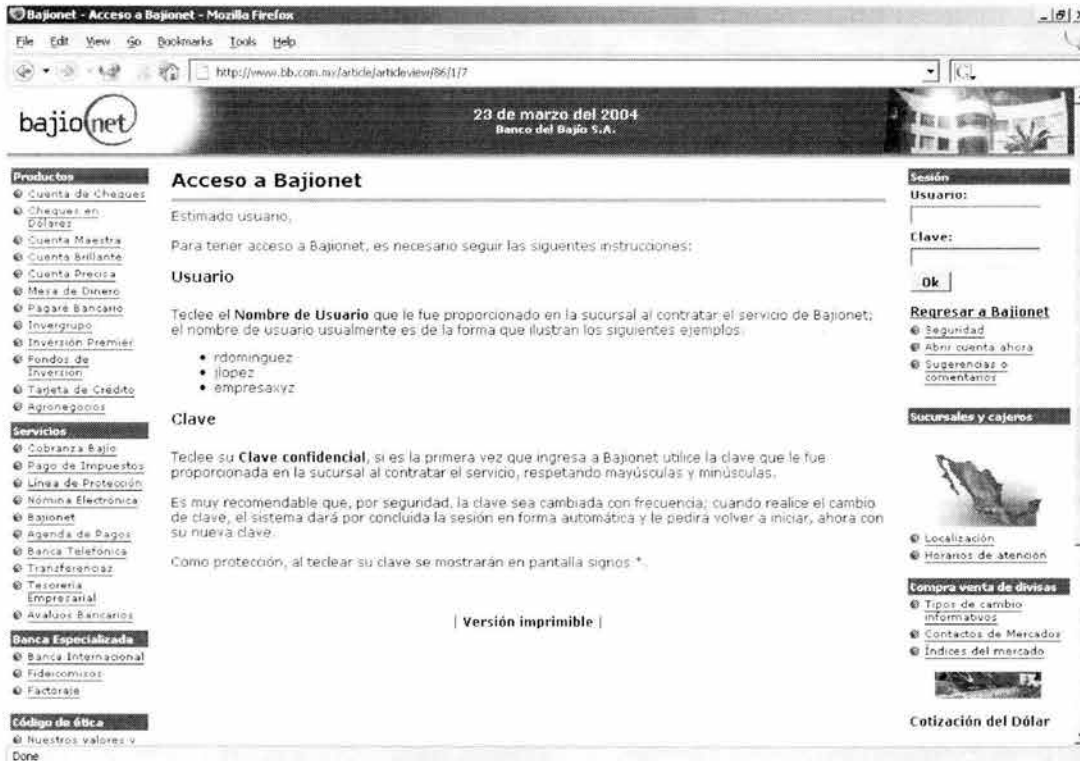 Bajionet - Acceso a Bajionet - Mozilla Firefox
File Edit View Go Bookmarks Tools Help
http://www.bb.com.mx/article/articleview/86/1/7
bajionet
23 de marzo del 2004
Banco del Bajío S.A.
Productos
Cuenta de Cheques
Cheques en
Dólares
Cuenta Maestra
Cuenta Brillante
Cuenta Precisa
Mesa de Dinero
Pagaré Bancario
Invergrupo
Inversión Premier
Fondos de
Inversión
Tarjeta de Crédito
Agronegocios
Servicios
Cobranza Bajío
Pago de Impuestos
Línea de Protección
Nómina Electrónica
Bajionet
Agenda de Pagos
Banca Telefónica
Transferencias
Tesorería
Empresarial
Avalúos Bancarios
Banca Especializada
Banca Internacional
Fideicomisos
Factoraje
Código de ética
Nuestros valores y
Acceso a Bajionet
Estimado usuario,
Para tener acceso a Bajionet, es necesario seguir las siguientes instrucciones:
Usuario
Teclee el Nombre de Usuario que le fue proporcionado en la sucursal al contratar el servicio de Bajionet;
el nombre de usuario usualmente es de la forma que ilustran los siguientes ejemplos
rdominguez
jlopez
empresaxyz
Clave
Teclee su Clave confidencial, si es la primera vez que ingresa a Bajionet utilice la clave que le fue
proporcionada en la sucursal al contratar el servicio, respetando mayúsculas y minúsculas.
Es muy recomendable que, por seguridad, la clave sea cambiada con frecuencia; cuando realice el cambio
de clave, el sistema dará por concluida la sesión en forma automática y le pedirá volver a iniciar, ahora con
su nueva clave.
Como protección, al teclear su clave se mostrarán en pantalla signos *.
| Versión imprimible |
Sesión
Usuario:
Clave:
Ok
Regresar a Bajionet
Seguridad
Abrir cuenta ahora
Sugerencias o
comentarios
Sucursales y cajeros
Localización
Horarios de atención
Compra venta de divisas
Tipos de cambio
informativos
Contactos de Mercados
Índices del mercado
FX
Cotización del Dólar
Done